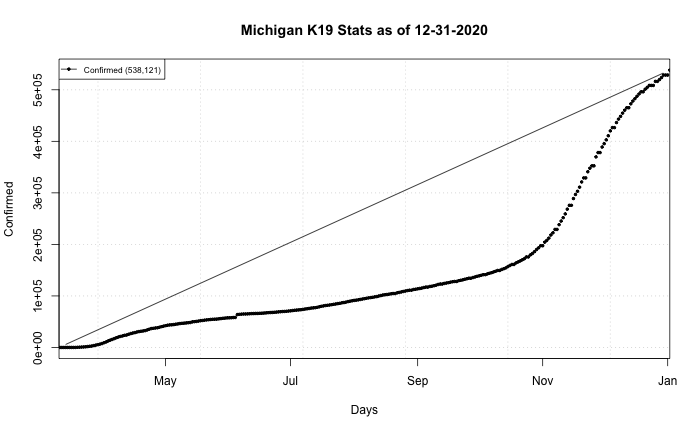 Michigan K19 Stats as of 12-31-2020
Confirmed (538,121)
5e+05
4e+05
3e+05
2e+05
1e+05
0e+00
Confirmed
May Jul Sep Nov Jan
Days